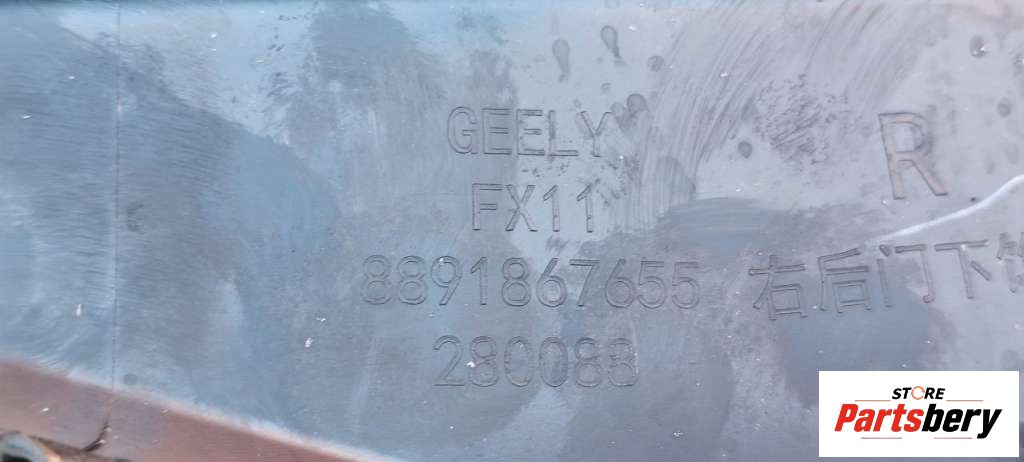 GEELY
R
FX11
8891867655 右后门下饰
280088
STORE
Partsbery